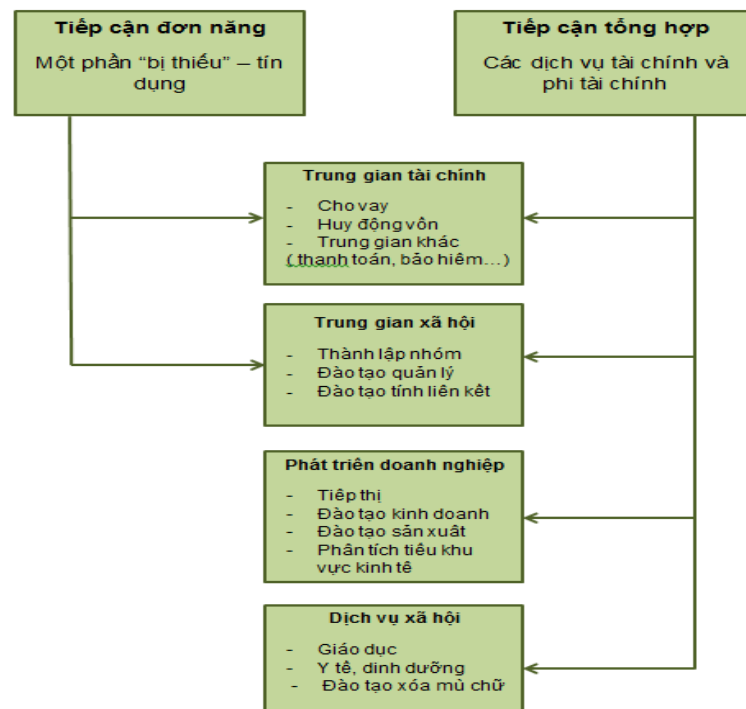 Tiếp cận đơn năng
Một phần “bị thiếu” – tín
dụng
Tiếp cận tổng hợp
Các dịch vụ tài chính và
phi tài chính
Trung gian tài chính
- Cho vay
- Huy động vốn
- Trung gian khác
( thanh toán, bảo hiểm...)
Trung gian xã hội
- Thành lập nhóm
- Đào tạo quản lý
- Đào tạo tính liên kết
Phát triển doanh nghiệp
- Tiếp thị
- Đào tạo kinh doanh
- Đào tạo sản xuất
- Phân tích tiểu khu
vực kinh tế
Dịch vụ xã hội
- Giáo dục
- Y tế, dinh dưỡng
- Đào tạo xóa mù chữ